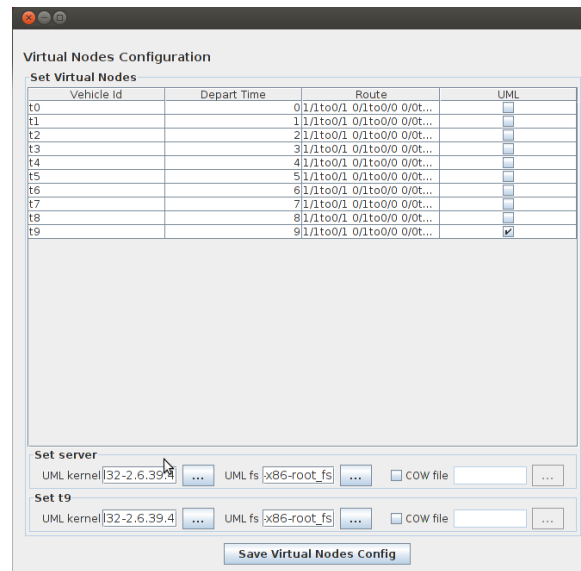 Virtual Nodes Configuration
Set Virtual Nodes
Vehicle Id Depart Time Route UML
t0 0 1/1to0/1 0/1to0/0 0/0t...
t1 1 1/1to0/1 0/1to0/0 0/0t...
t2 2 1/1to0/1 0/1to0/0 0/0t...
t3 3 1/1to0/1 0/1to0/0 0/0t...
t4 4 1/1to0/1 0/1to0/0 0/0t...
t5 5 1/1to0/1 0/1to0/0 0/0t...
t6 6 1/1to0/1 0/1to0/0 0/0t...
t7 7 1/1to0/1 0/1to0/0 0/0t...
t8 8 1/1to0/1 0/1to0/0 0/0t...
t9 9 1/1to0/1 0/1to0/0 0/0t...
Set server
UML kernel l32-2.6.39.4 ... UML fs -x86-root_fs ... COW file ...
Set t9
UML kernel l32-2.6.39.4 ... UML fs -x86-root_fs ... COW file ...
Save Virtual Nodes Config